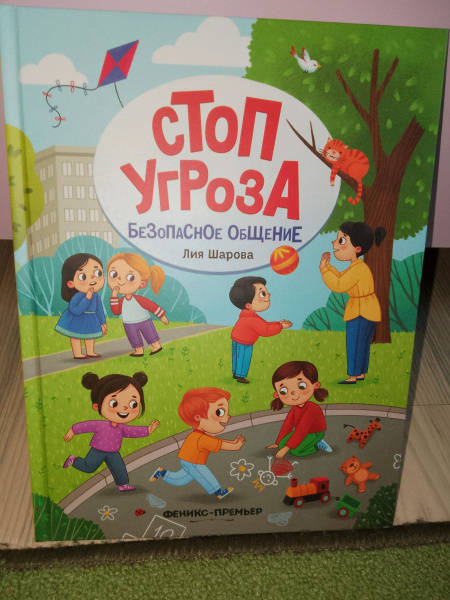 СТОП
УГРОЗА
БЕЗОПАСНОЕ ОБЩЕНИЕ
Лия Шарова
ФЕНИКС-ПРЕМЬЕР